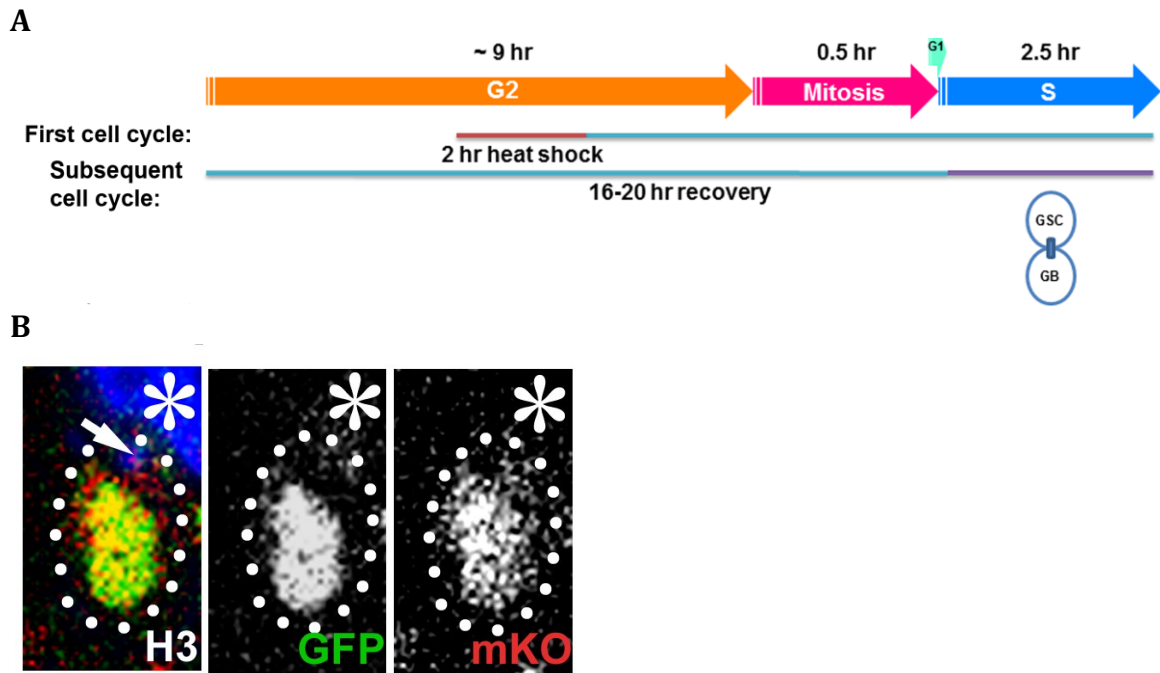 A
~ 9 hr 0.5 hr G1 2.5 hr
G2 Mitosis S
First cell cycle:
2 hr heat shock
Subsequent
cell cycle:
16-20 hr recovery
GSC
GB
B
H3 GFP mKO